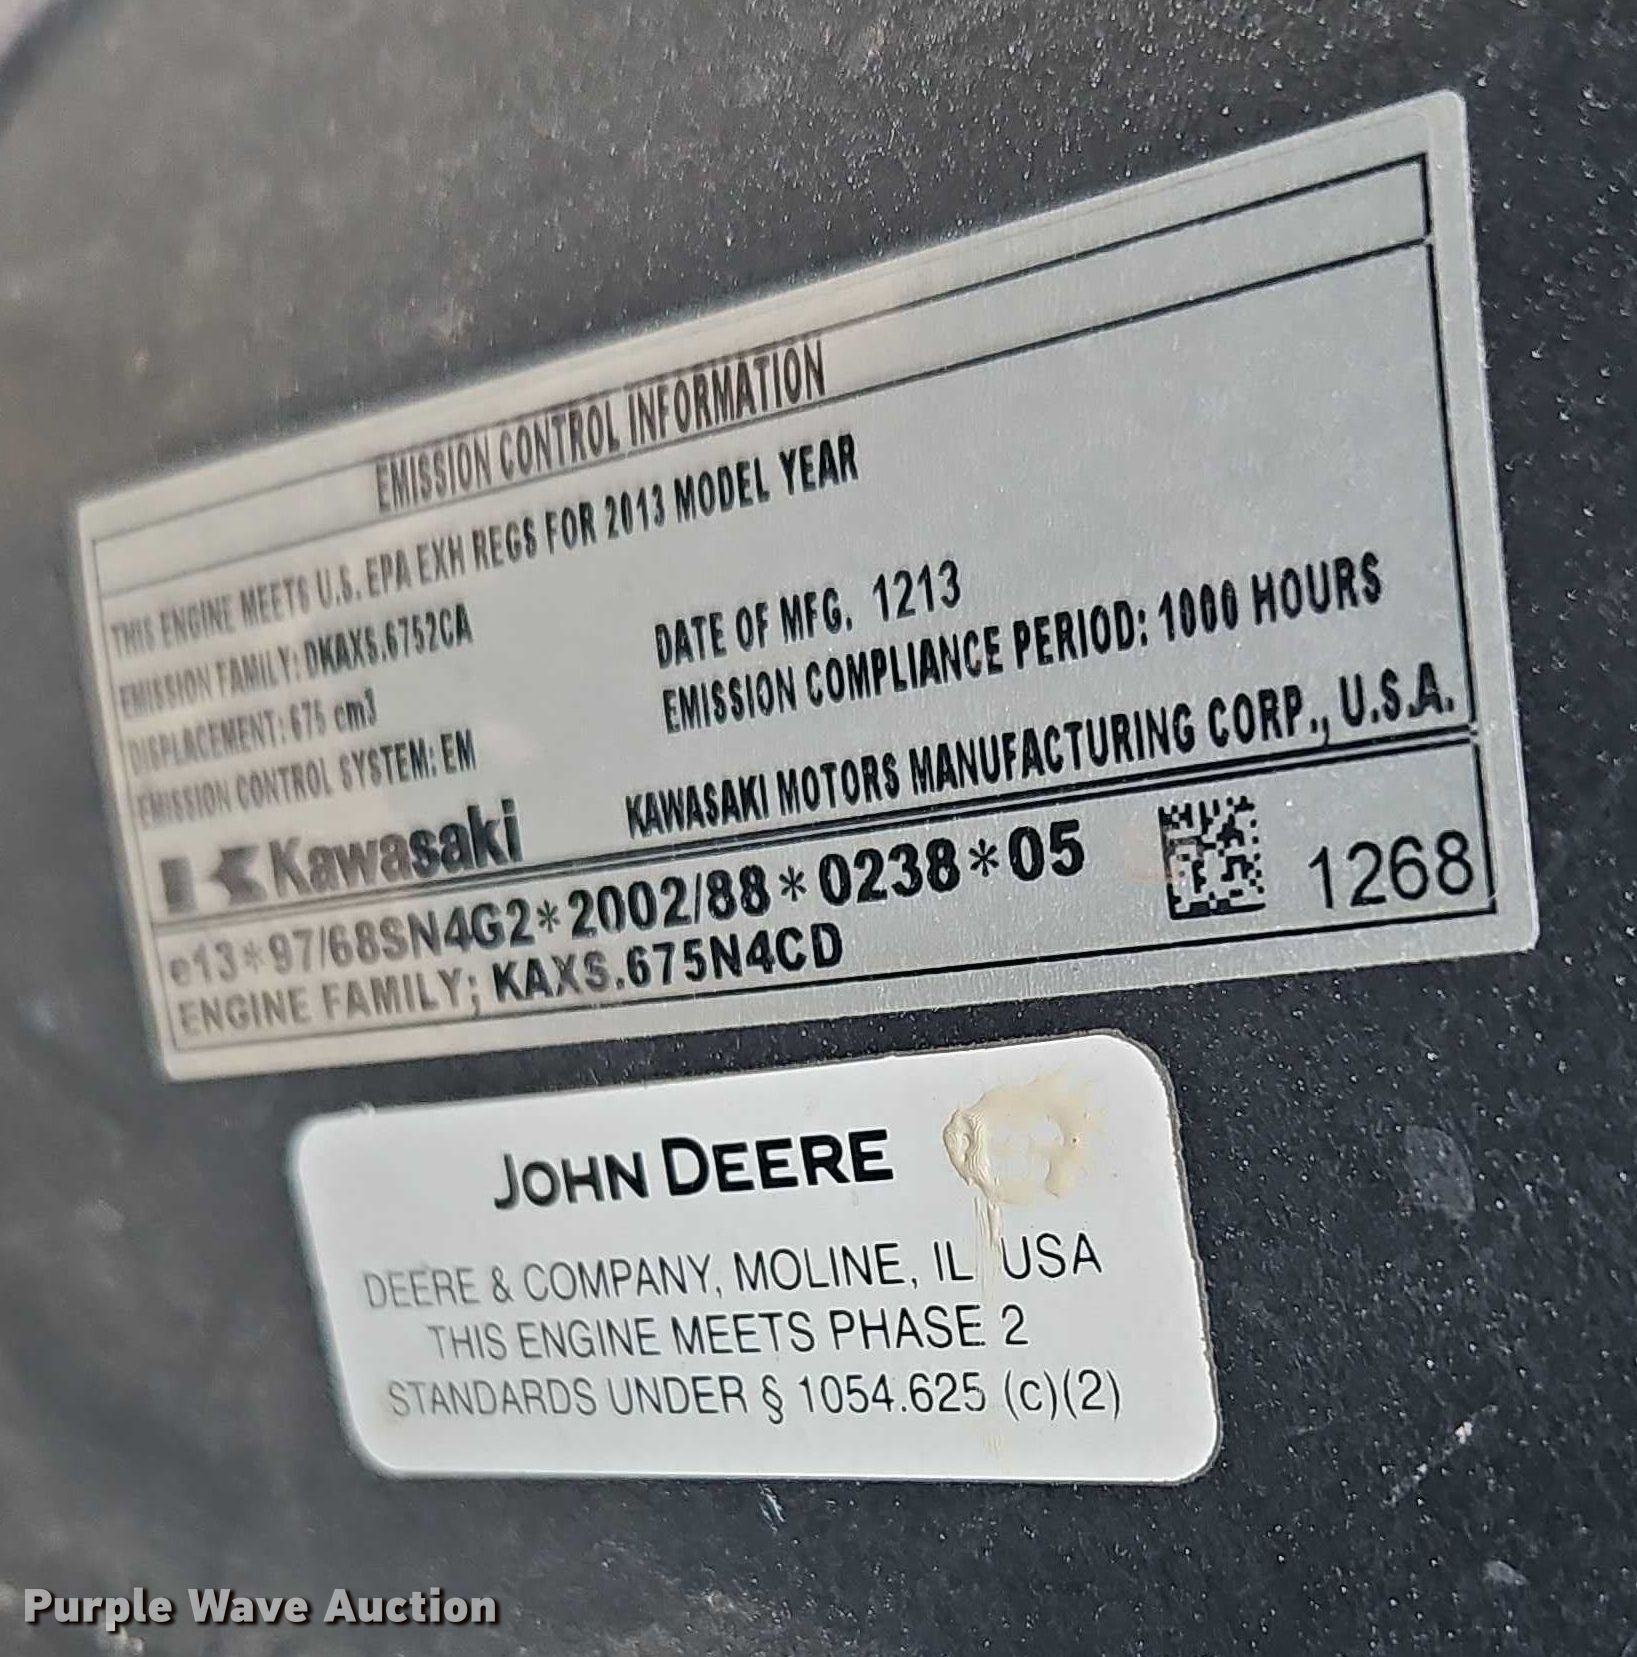 EMISSION CONTROL INFORMATION
THIS ENGINE MEETS U.S. EPA EXH REGS FOR 2013 MODEL YEAR
EMISSION FAMILY: DKAXS.6752CA
DATE OF MFG. 1213
DISPLACEMENT: 675 cm3
EMISSION COMPLIANCE PERIOD: 1000 HOURS
EMISSION CONTROL SYSTEM: EM
Kawasaki
KAWASAKI MOTORS MANUFACTURING CORP., U.S.A.
e13*97/68SN4G2*2002/88*0238*05
ENGINE FAMILY; KAXS.675N4CD
1268
JOHN DEERE
DEERE & COMPANY, MOLINE, IL USA
THIS ENGINE MEETS PHASE 2
STANDARDS UNDER § 1054.625 (c)(2)
Purple Wave Auction